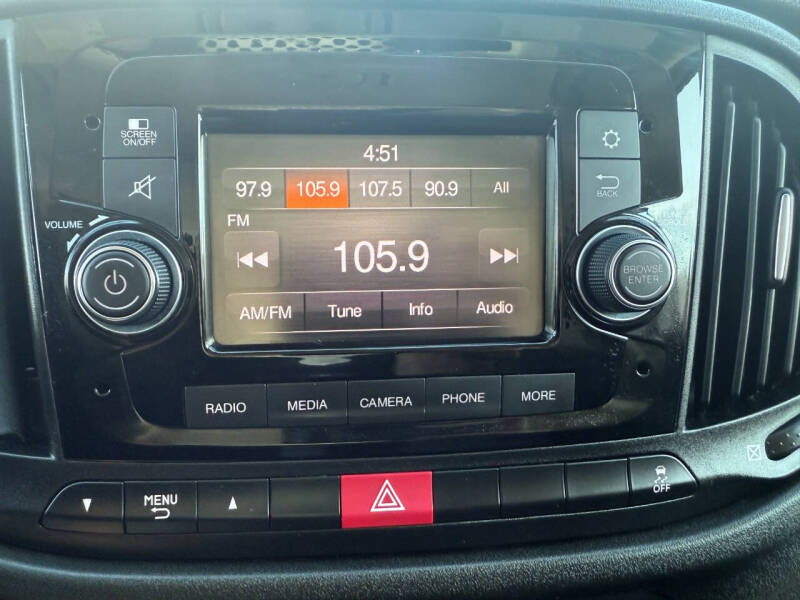 4:51
SCREEN
ON/OFF
97.9 105.9 107.5 90.9 All
BACK
FM
VOLUME
105.9
BROWSE
ENTER
AM/FM Tune Info Audio
RADIO MEDIA CAMERA PHONE MORE
MENU
OFF